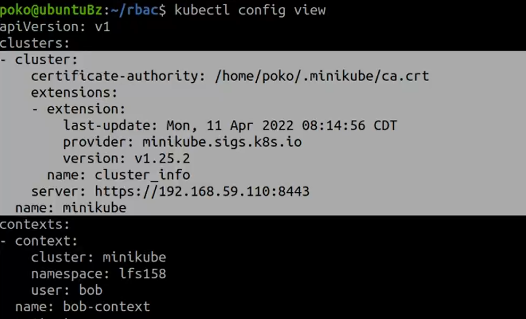 poko@ubuntuBz:~/rbac$ kubectl config view
apiVersion: v1
clusters:
- cluster:
    certificate-authority: /home/poko/.minikube/ca.crt
    extensions:
    - extension:
        last-update: Mon, 11 Apr 2022 08:14:56 CDT
        provider: minikube.sigs.k8s.io
        version: v1.25.2
      name: cluster_info
    server: https://192.168.59.110:8443
  name: minikube
contexts:
- context:
    cluster: minikube
    namespace: lfs158
    user: bob
  name: bob-context